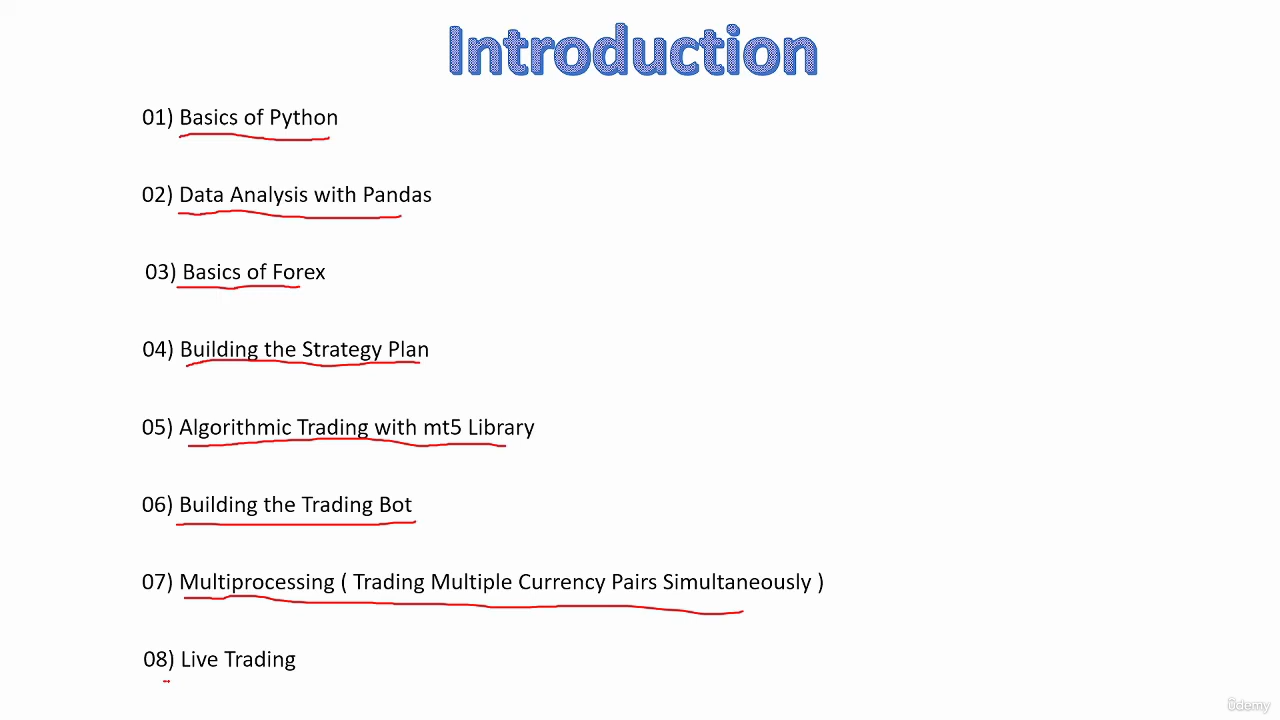 Introduction
01) Basics of Python
02) Data Analysis with Pandas
03) Basics of Forex
04) Building the Strategy Plan
05) Algorithmic Trading with mt5 Library
06) Building the Trading Bot
07) Multiprocessing ( Trading Multiple Currency Pairs Simultaneously )
08) Live Trading
ûdemy